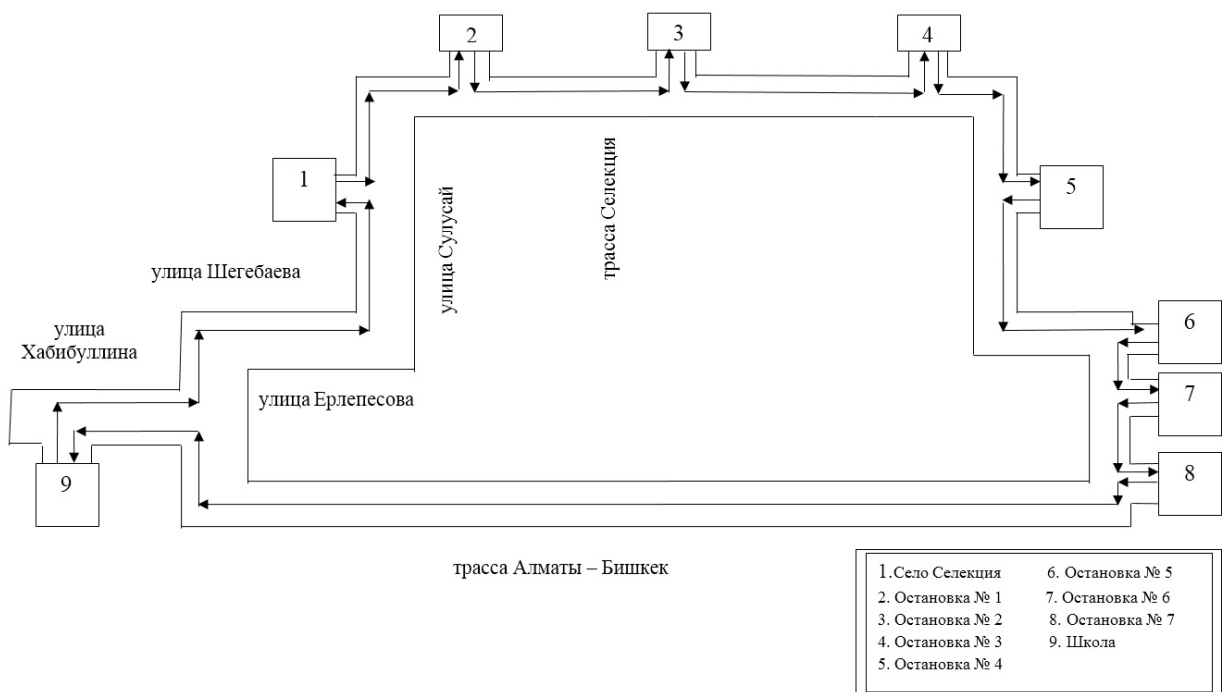 2
3
4
1
5
улица Сулусай
трасса Селекция
улица Шегебаева
6
улица
Хабибуллина
улица Ерлепесова
7
9
8
трасса Алматы – Бишкек
1.Село Селекция
2. Остановка № 1
3. Остановка № 2
4. Остановка № 3
5. Остановка № 4
6. Остановка № 5
7. Остановка № 6
8. Остановка № 7
9. Школа